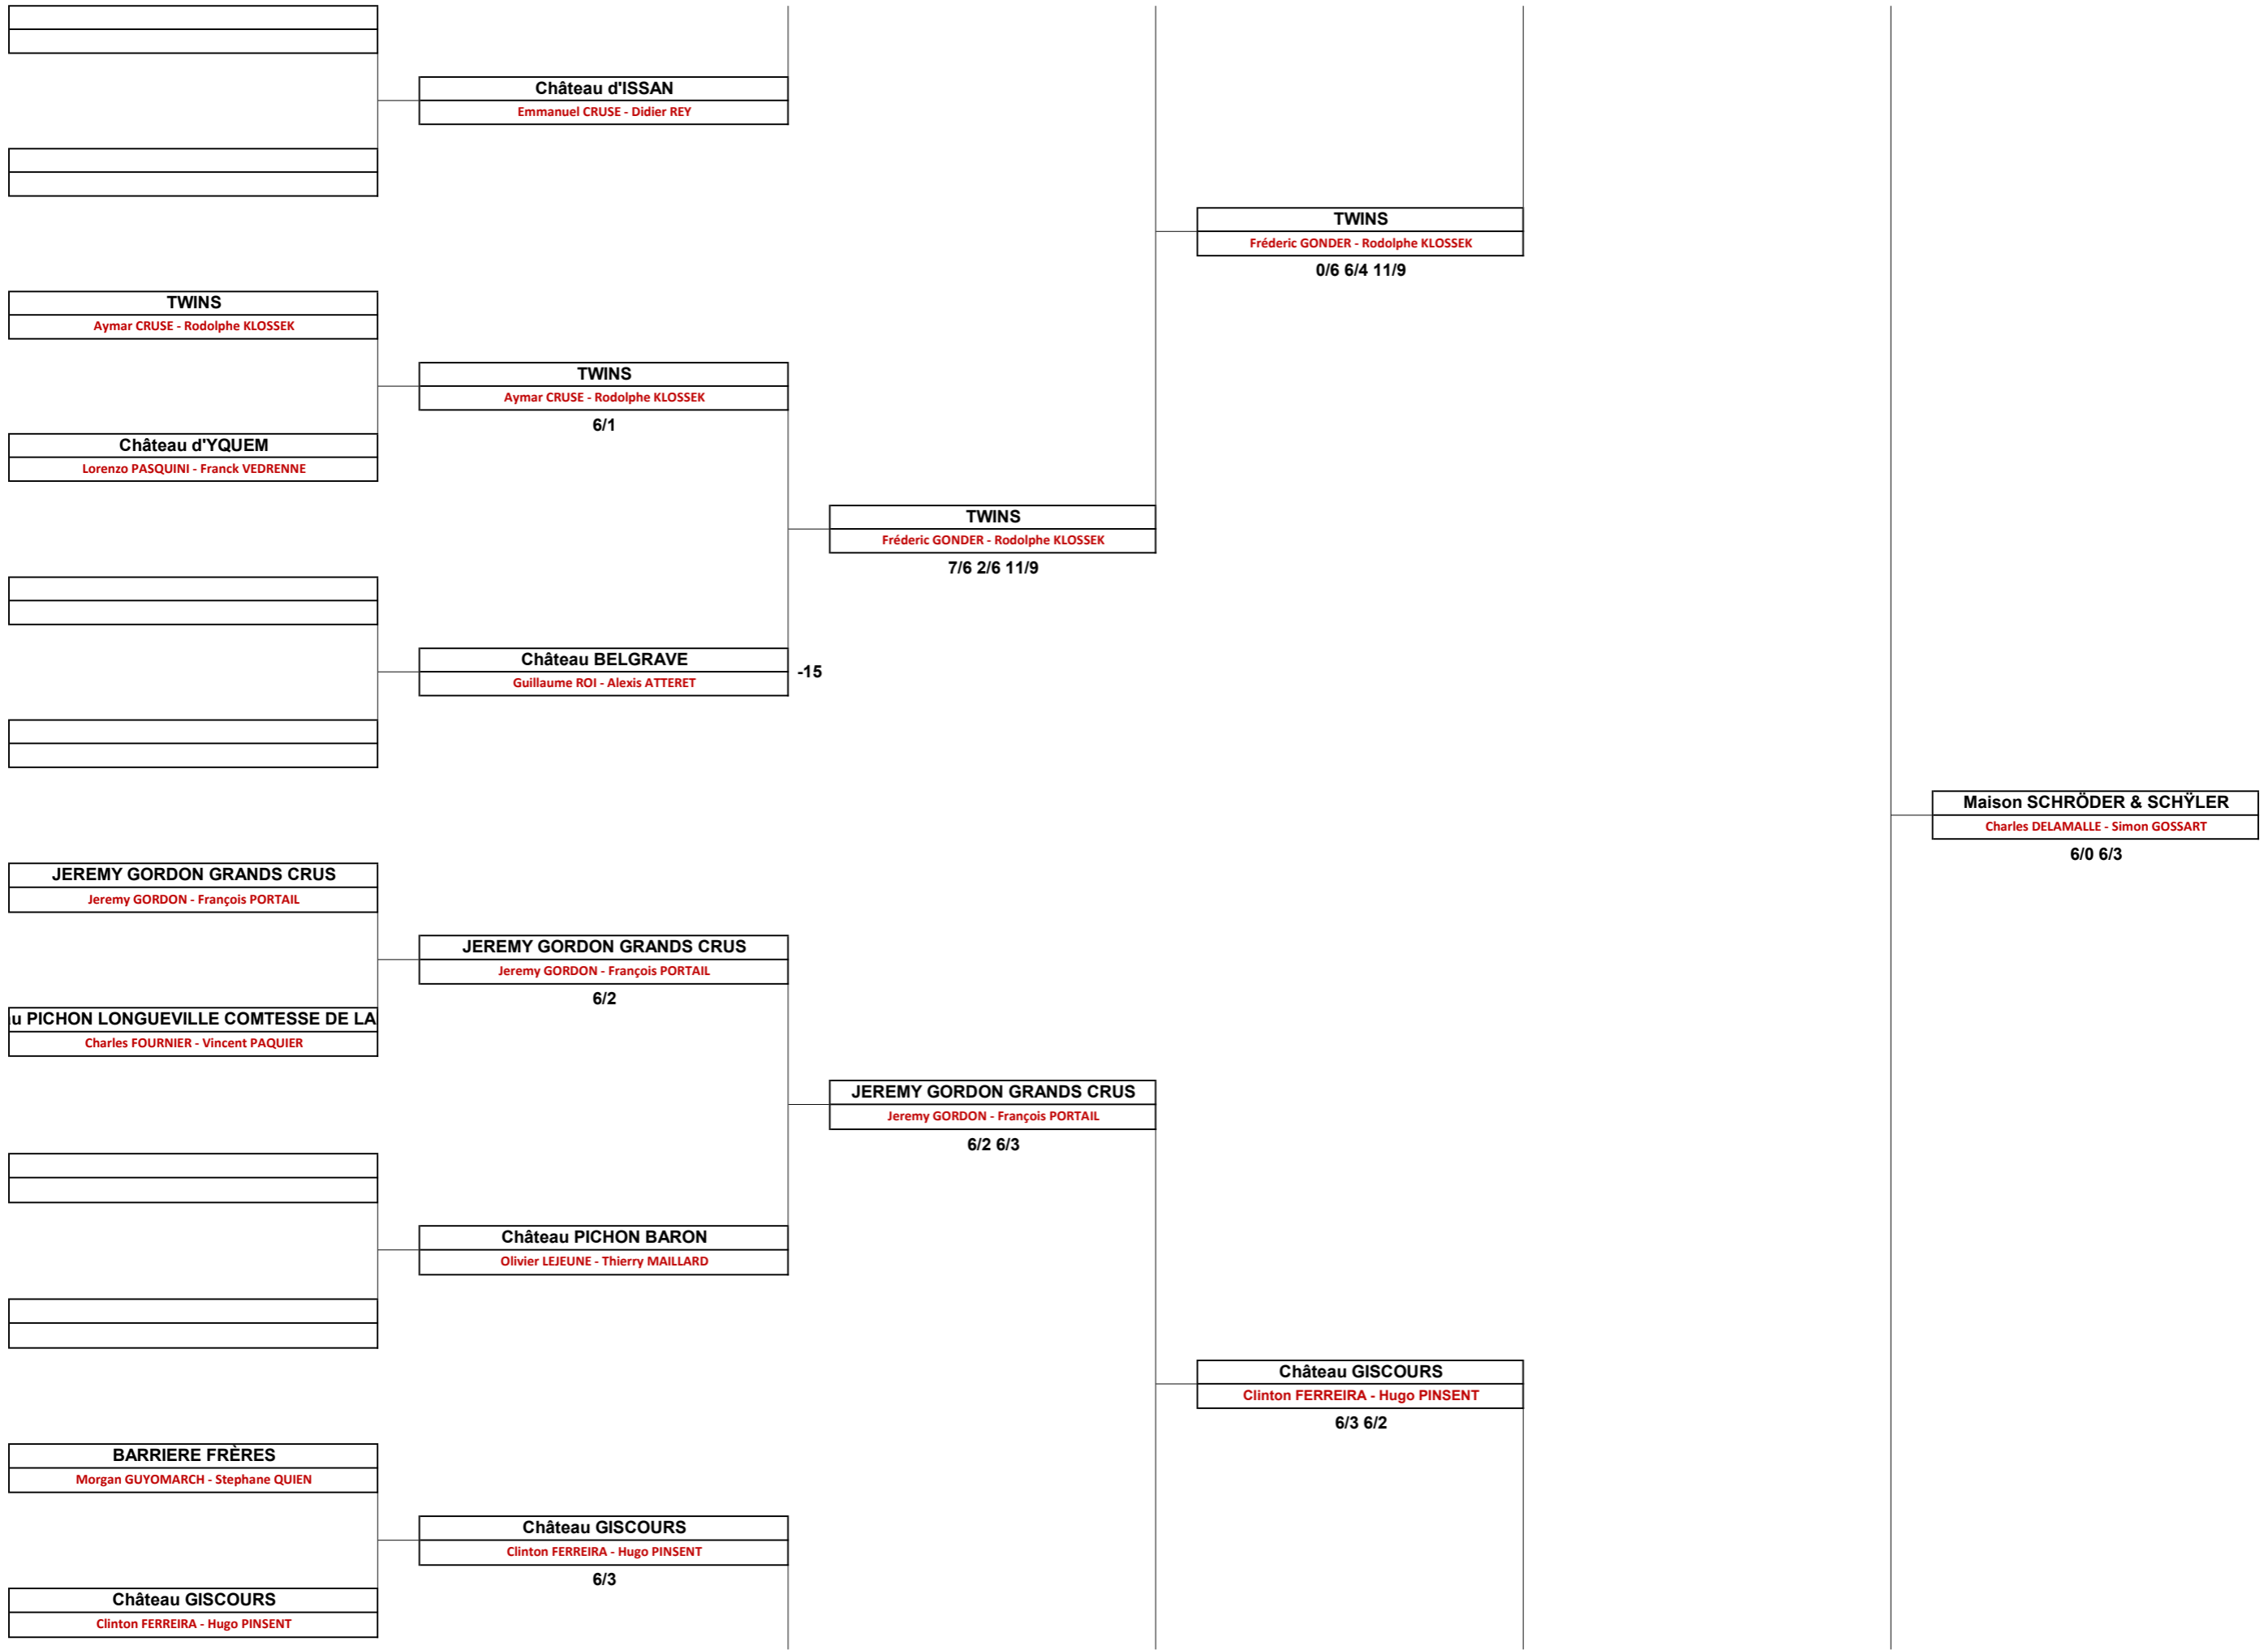 Château d'ISSAN
Emmanuel CRUSE - Didier REY
TWINS
Fréderic GONDER - Rodolphe KLOSSEK
0/6 6/4 11/9
TWINS
Aymar CRUSE - Rodolphe KLOSSEK
TWINS
Aymar CRUSE - Rodolphe KLOSSEK
6/1
Château d'YQUEM
Lorenzo PASQUINI - Franck VEDRENNE
TWINS
Fréderic GONDER - Rodolphe KLOSSEK
7/6 2/6 11/9
Château BELGRAVE
Guillaume ROI - Alexis ATTERET
-15
Maison SCHRÖDER & SCHŸLER
Charles DELAMALLE - Simon GOSSART
6/0 6/3
JEREMY GORDON GRANDS CRUS
Jeremy GORDON - François PORTAIL
JEREMY GORDON GRANDS CRUS
Jeremy GORDON - François PORTAIL
6/2
u PICHON LONGUEVILLE COMTESSE DE LA
Charles FOURNIER - Vincent PAQUIER
JEREMY GORDON GRANDS CRUS
Jeremy GORDON - François PORTAIL
6/2 6/3
Château PICHON BARON
Olivier LEJEUNE - Thierry MAILLARD
Château GISCOURS
Clinton FERREIRA - Hugo PINSENT
6/3 6/2
BARRIERE FRÈRES
Morgan GUYOMARCH - Stephane QUIEN
Château GISCOURS
Clinton FERREIRA - Hugo PINSENT
6/3
Château GISCOURS
Clinton FERREIRA - Hugo PINSENT